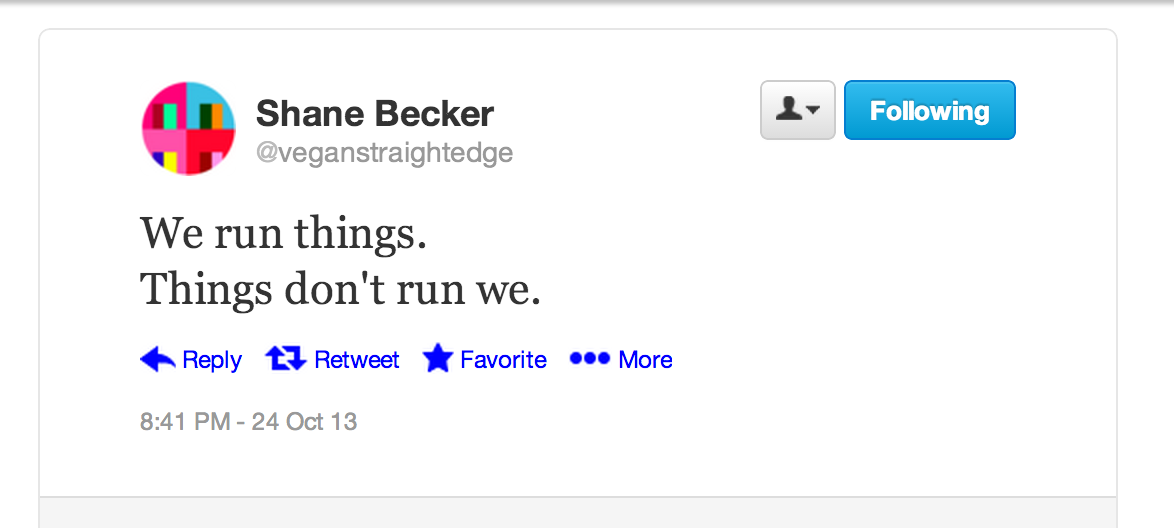 Shane Becker
@veganstraightedge
Following
We run things.
Things don't run we.
Reply Retweet Favorite More
8:41 PM - 24 Oct 13